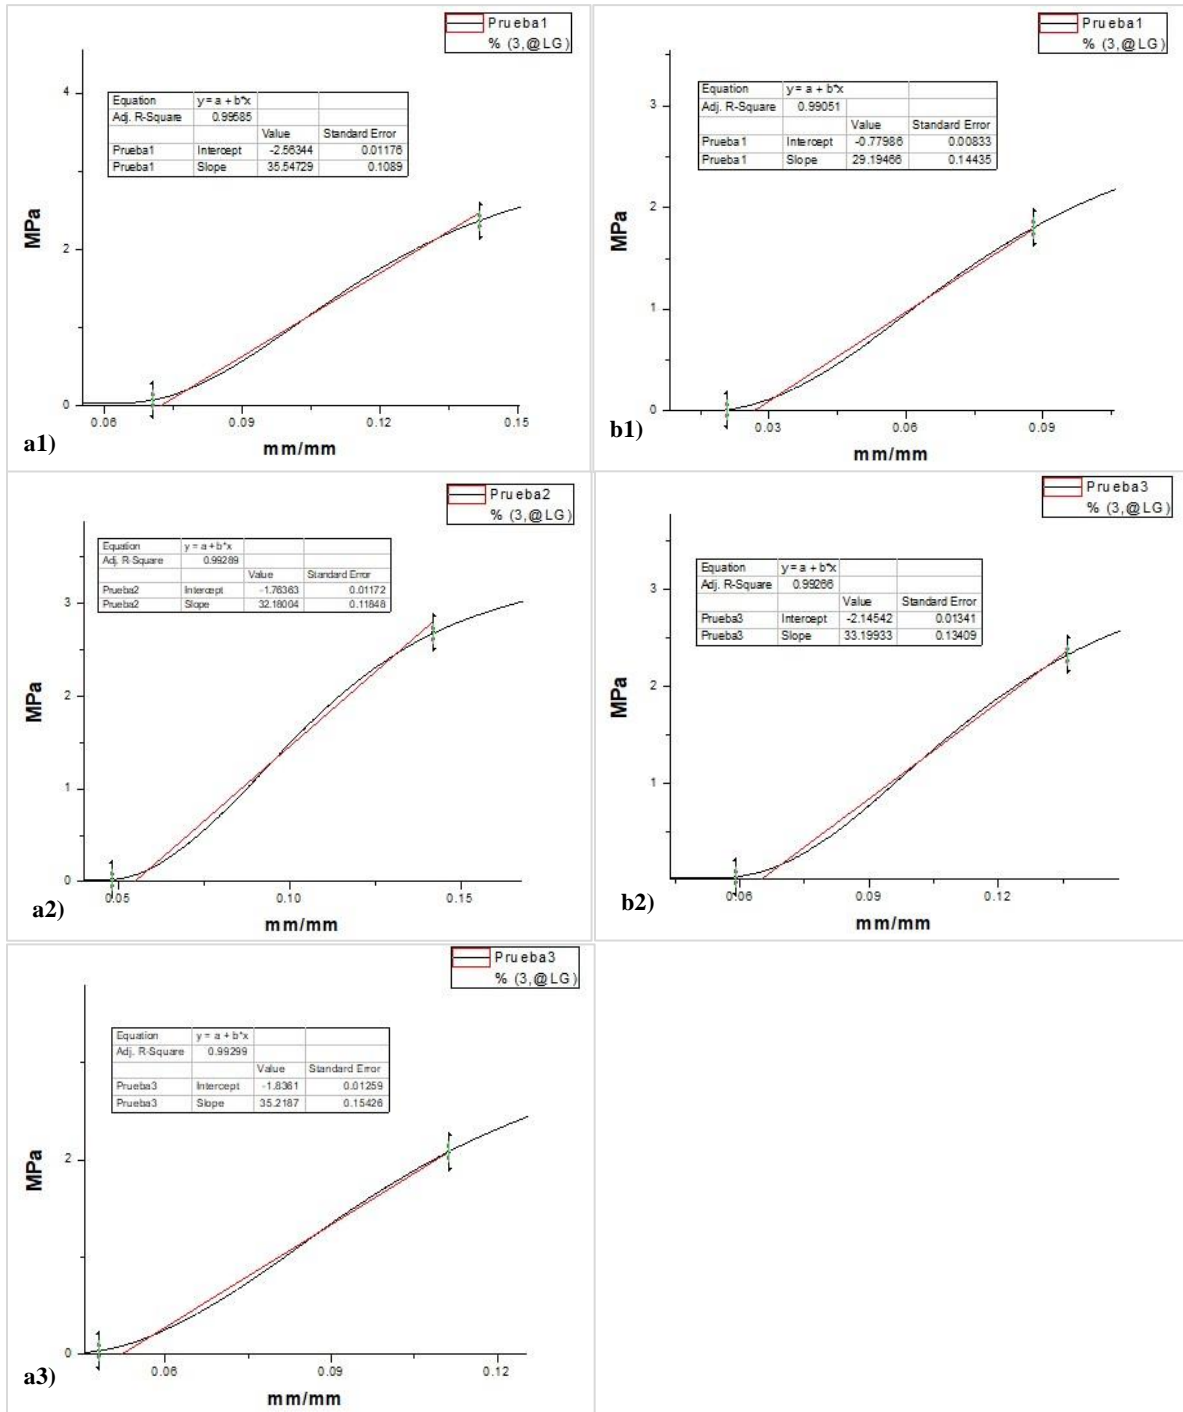 Prueba1
% (3,@LG)
4
2
0
MPa
Equation y = a + b*x
Adj. R-Square 0.99685
Value Standard Error
Prueba1 Intercept -2.56344 0.01176
Prueba1 Slope 35.54729 0.1089
0.06 0.09 0.12 0.15
mm/mm
a1)
Prueba1
% (3,@LG)
3
2
1
0
MPa
Equation y = a + b*x
Adj. R-Square 0.99051
Value Standard Error
Prueba1 Intercept -0.77986 0.00833
Prueba1 Slope 29.19466 0.14435
0.03 0.06 0.09
mm/mm
b1)
Prueba2
% (3,@LG)
3
2
1
0
MPa
Equation y = a + b*x
Adj. R-Square 0.99289
Value Standard Error
Prueba2 Intercept -1.76363 0.01172
Prueba2 Slope 32.18004 0.11848
0.05 0.10 0.15
mm/mm
a2)
Prueba3
% (3,@LG)
3
2
1
MPa
Equation y = a + b*x
Adj. R-Square 0.99266
Value Standard Error
Prueba3 Intercept -2.14542 0.01341
Prueba3 Slope 33.19933 0.13409
0.06 0.09 0.12
mm/mm
b2)
Prueba3
% (3,@LG)
2
0
MPa
Equation y = a + b*x
Adj. R-Square 0.99299
Value Standard Error
Prueba3 Intercept -1.8361 0.01259
Prueba3 Slope 35.2187 0.15426
0.06 0.09 0.12
mm/mm
a3)